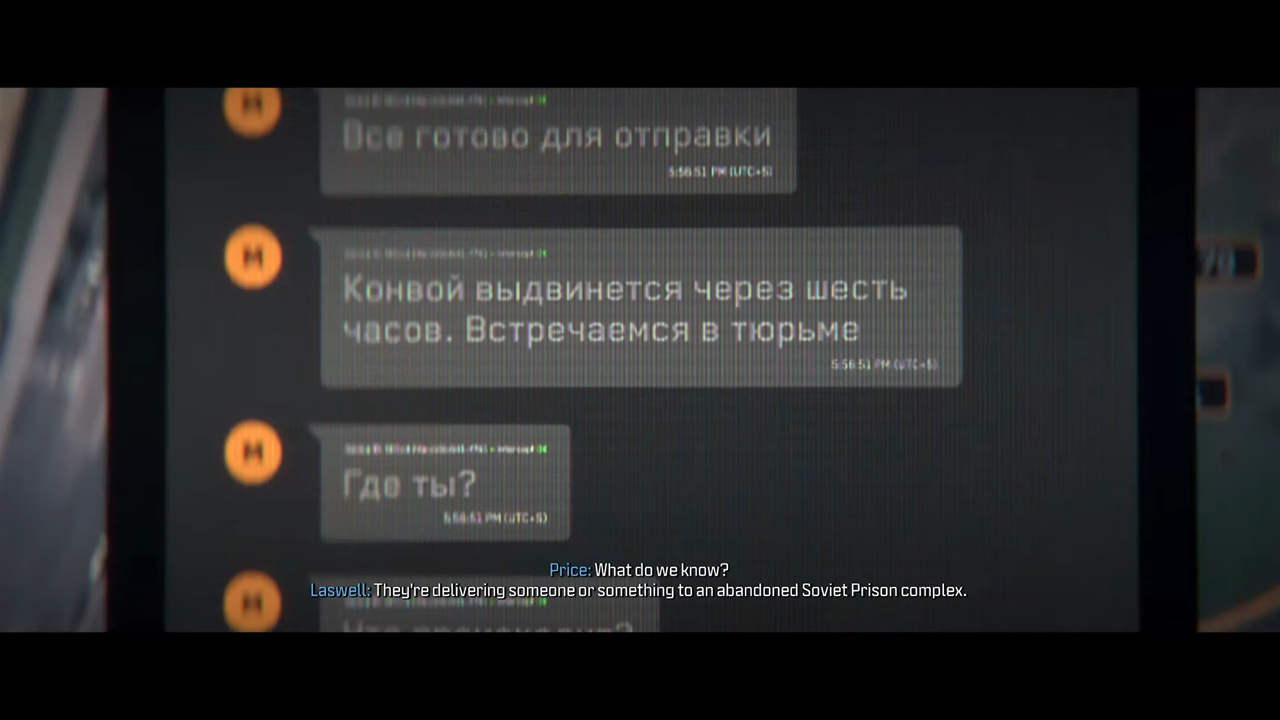 M
Все готово для отправки
5:56:51 PM (UTC+5)
M
Конвой выдвинется через шесть
часов. Встречаемся в тюрьме
5:56:51 PM (UTC+5)
M
Где ты?
5:56:51 PM (UTC+5)
Price: What do we know?
Laswell: They're delivering someone or something to an abandoned Soviet Prison complex.
M